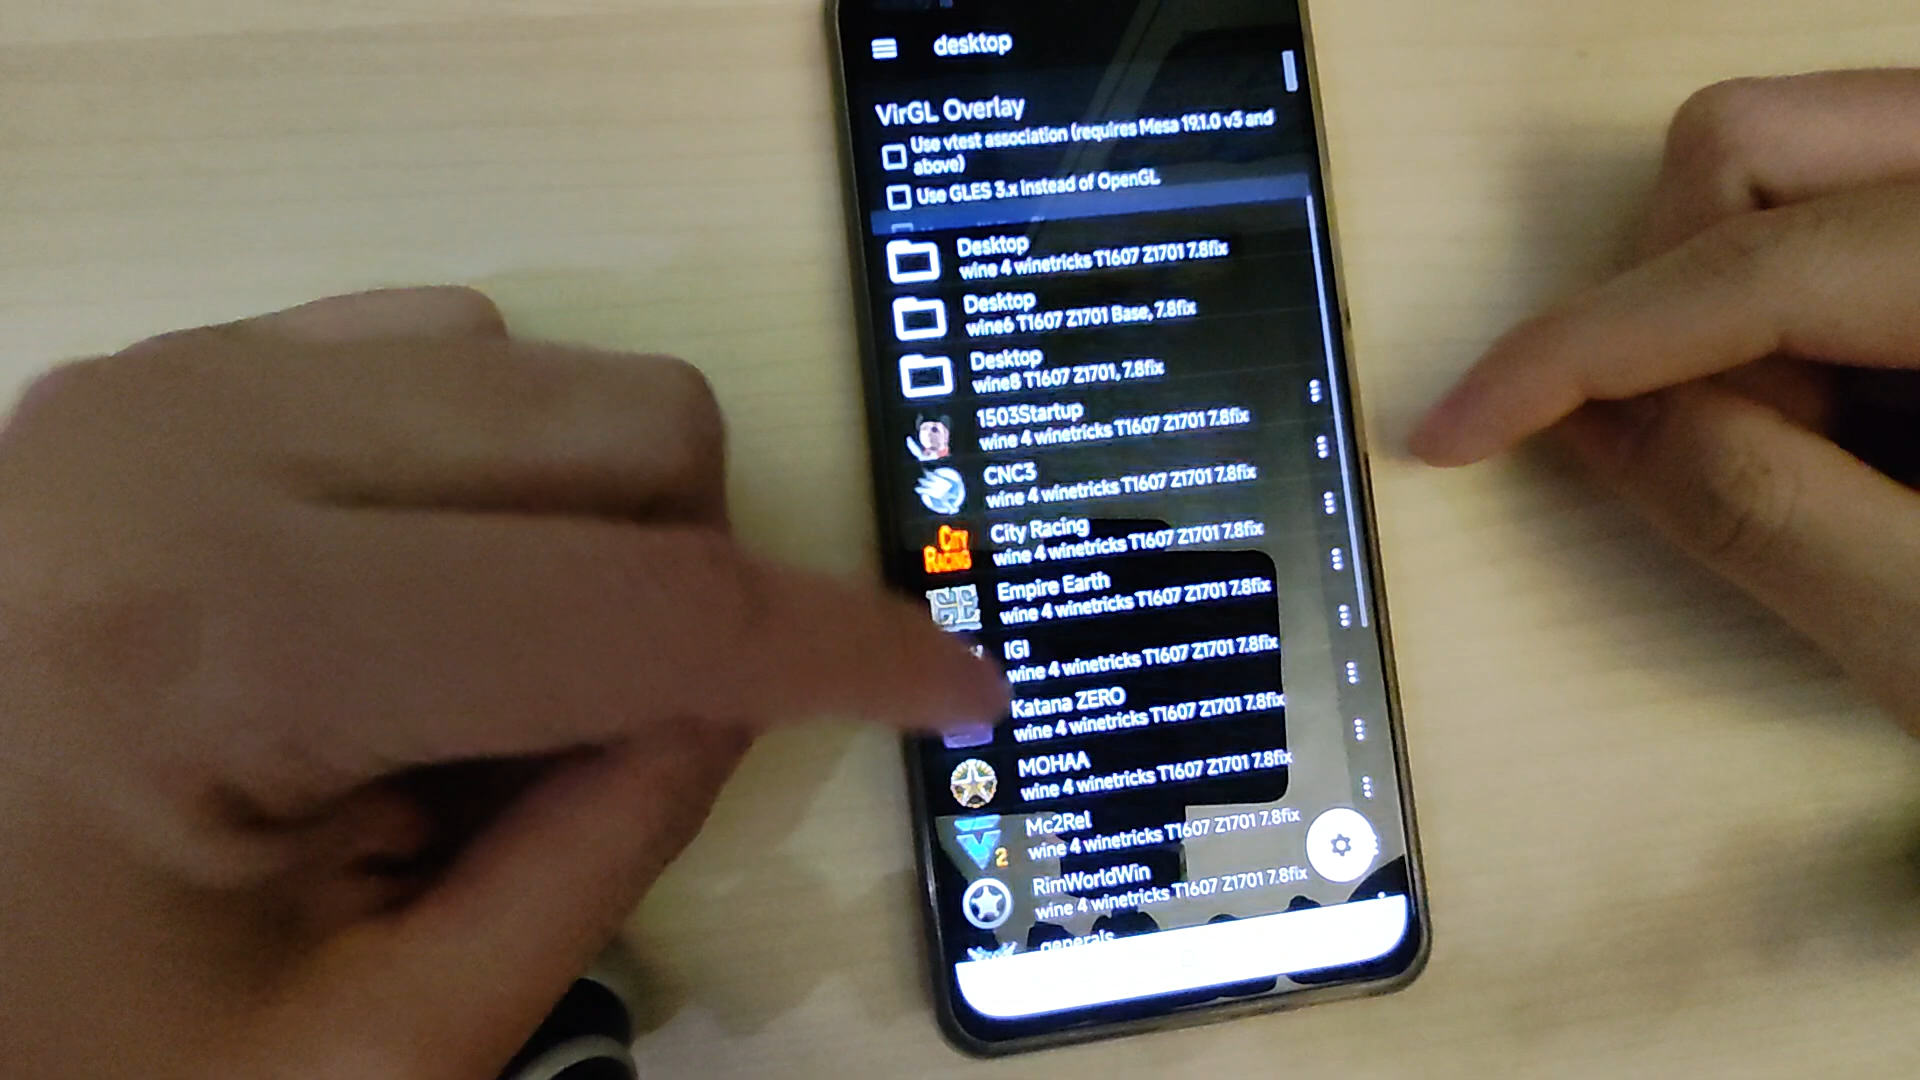 desktop
VirGL Overlay
Use vtest association (requires Mesa 19.1.0 v3 and
above)
Use GLES 3.x instead of OpenGL
Desktop
wine 4 winetricks T1607 Z1701 7.8fix
Desktop
wine6 T1607 Z1701 Base, 7.8fix
Desktop
wine8 T1607 Z1701, 7.8fix
1503Startup
wine 4 winetricks T1607 Z1701 7.8fix
CNC3
wine 4 winetricks T1607 Z1701 7.8fix
CITY
RACING
City Racing
wine 4 winetricks T1607 Z1701 7.8fix
EE
Empire Earth
wine 4 winetricks T1607 Z1701 7.8fix
IGI
wine 4 winetricks T1607 Z1701 7.8fix
Katana ZERO
wine 4 winetricks T1607 Z1701 7.8fix
MOHAA
wine 4 winetricks T1607 Z1701 7.8fix
2
Mc2Rel
wine 4 winetricks T1607 Z1701 7.8fix
RimWorldWin
wine 4 winetricks T1607 Z1701 7.8fix
generals